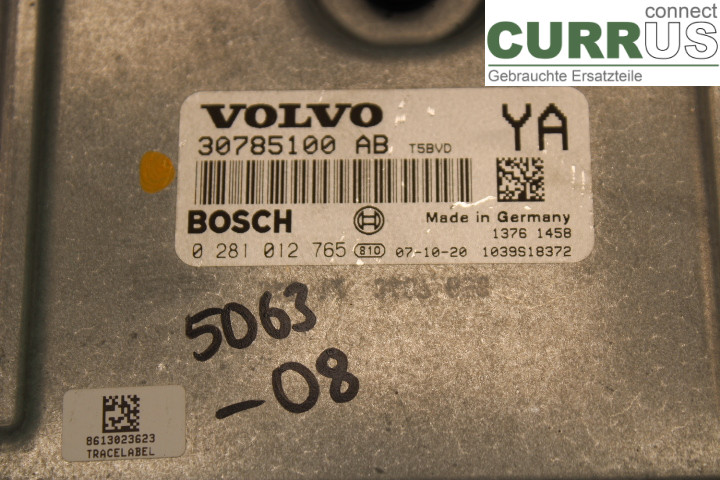 connect
CURRUS
Gebrauchte Ersatzteile
VOLVO
YA
30785100 AB T5BVD
BOSCH
Made in Germany
1376 1458
0 281 012 765 810 07-10-20 1039S18372
5063
-08
8613023623
TRACELABEL